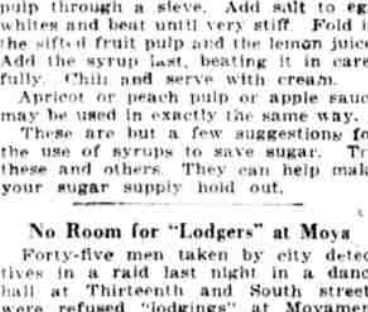 pulp through a sieve. Add salt to eg
whites and beat until very stiff. Fold i
the sifted fruit pulp and the lemon juice
Add the syrup last, beating it in care
fully. Chill and serve with cream.
Apricot or peach pulp or apple sauc
may be used in exactly the same way.
These are but a few suggestions fo
the use of syrups to save sugar. Tr
these and others. They can help mak
your sugar supply hold out.
No Room for "Lodgers" at Moya
Forty-five men taken by city detec
tives in a raid last night in a danc
hall at Thirteenth and South street
were refused "lodgings" at Moyamen